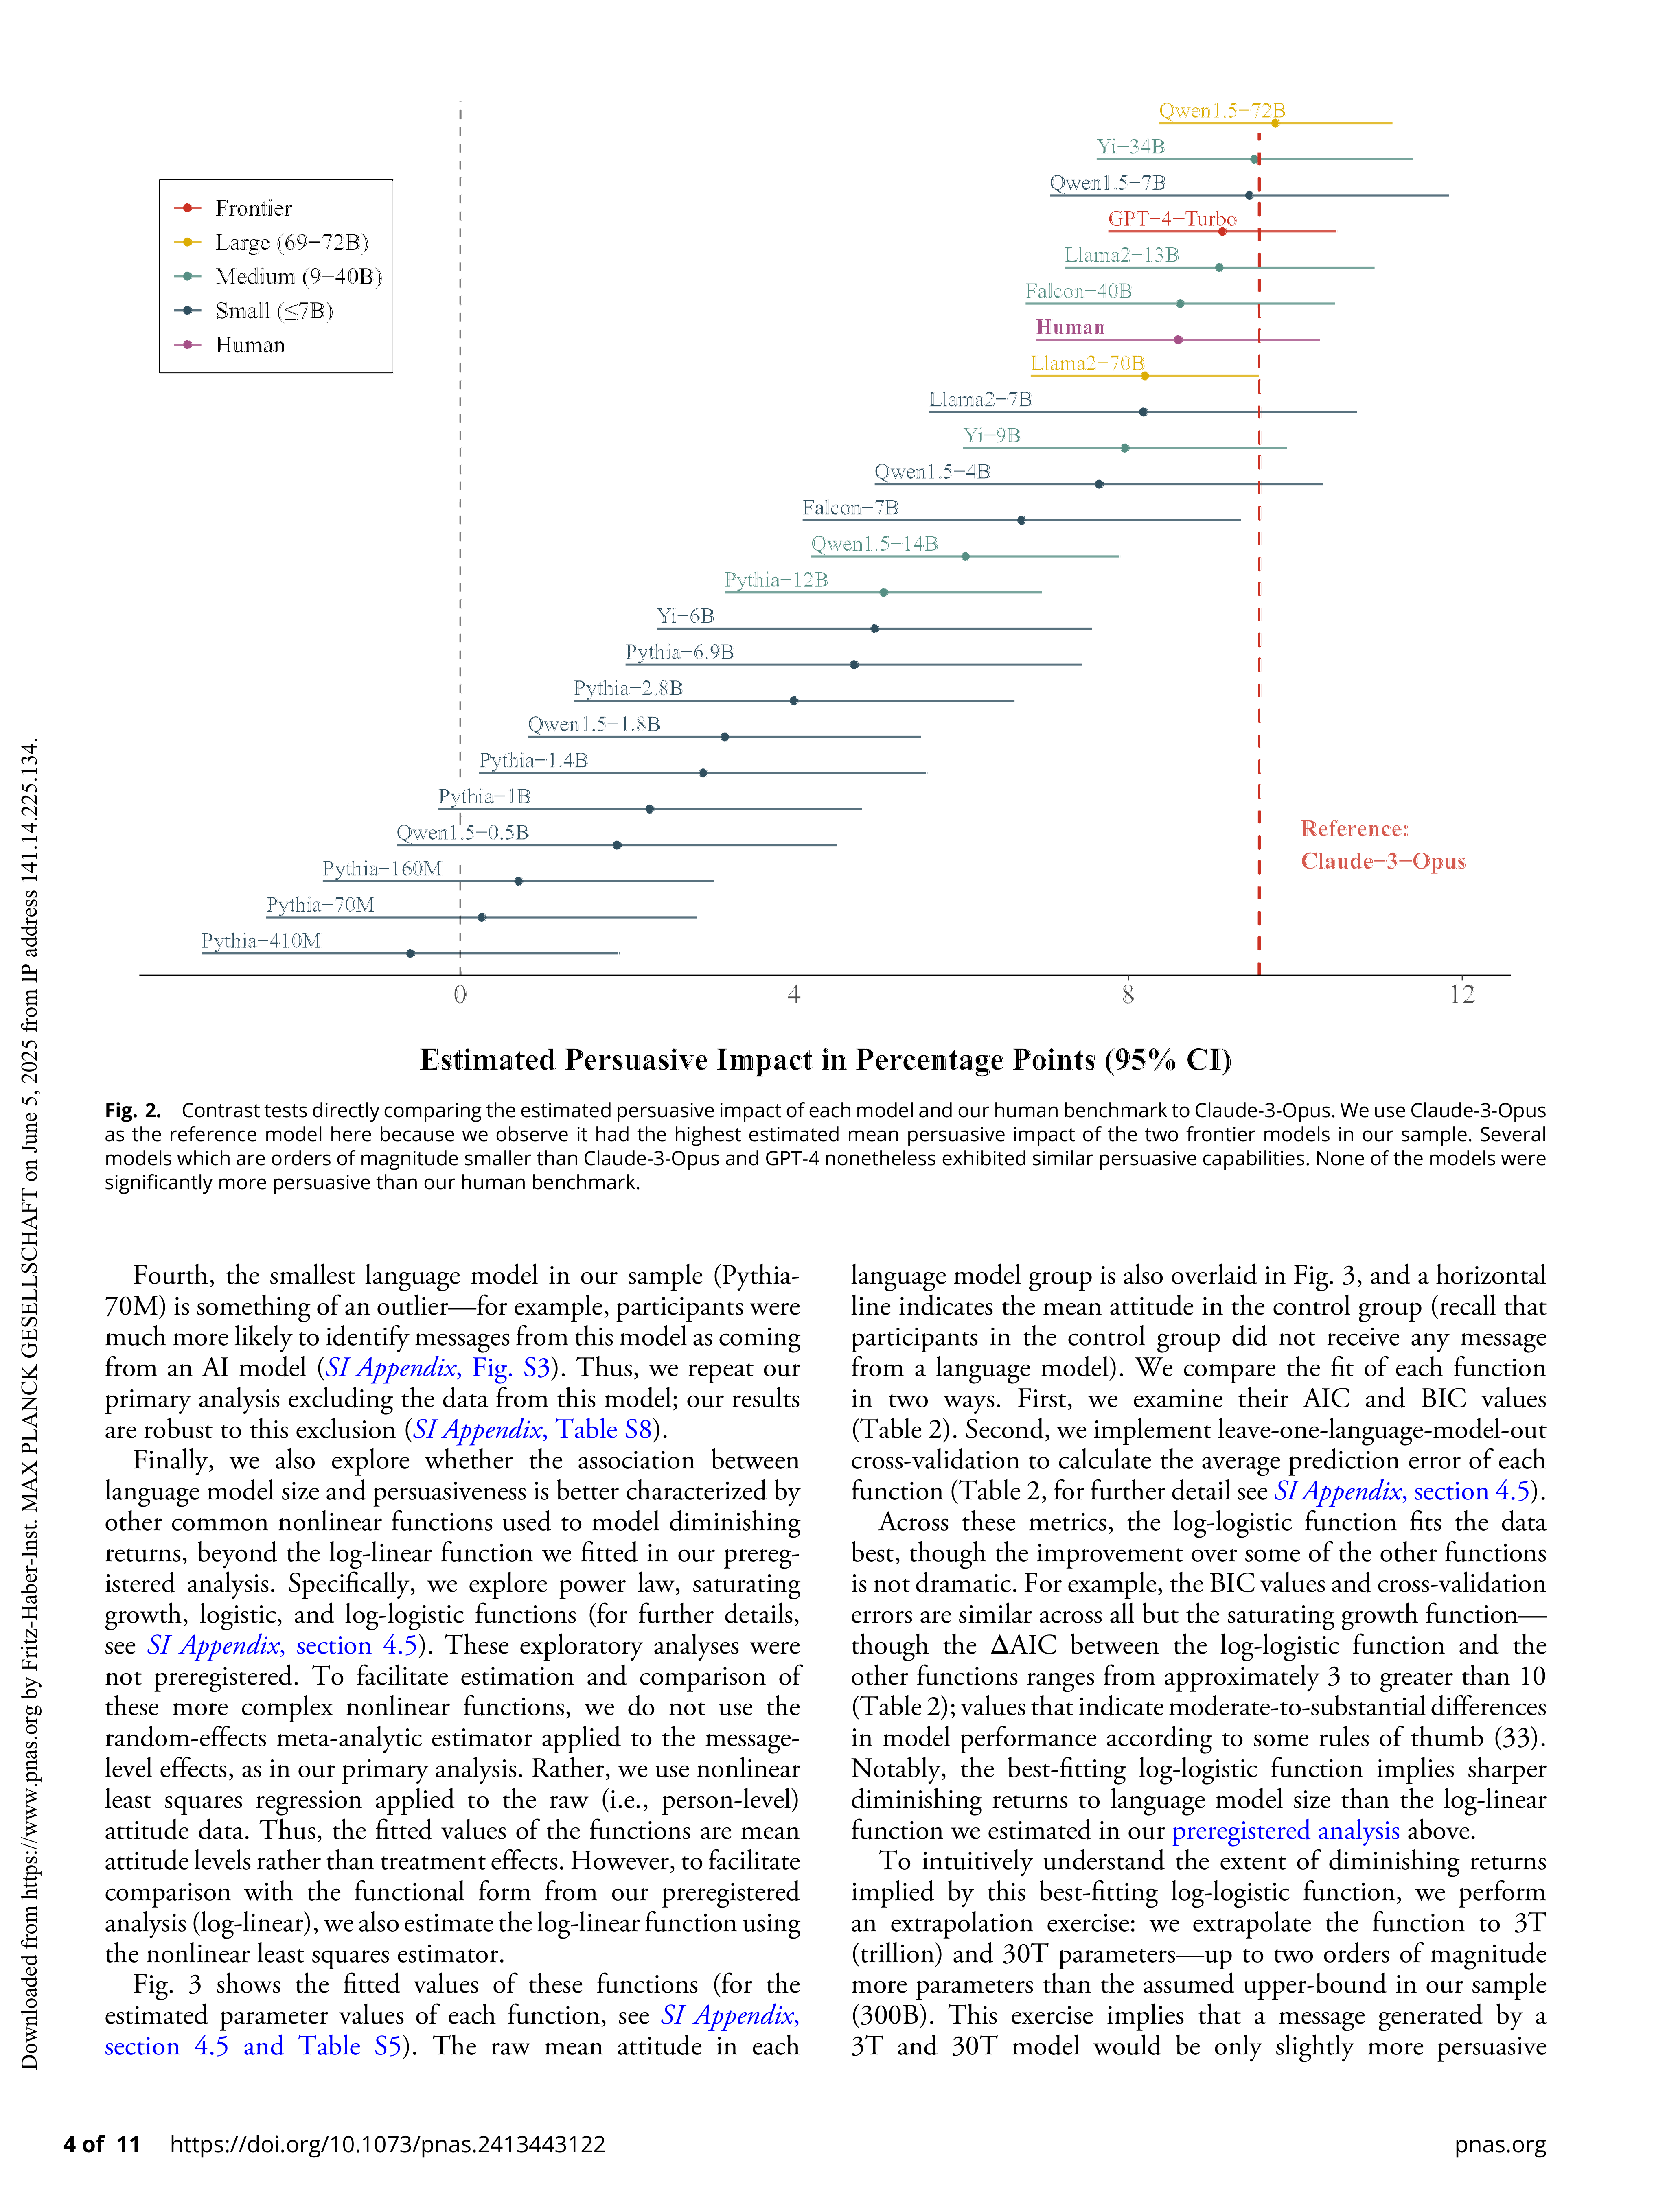 Qwen1.5−72B
Yi−34B
Qwen1.5−7B
GPT−4−Turbo
Llama2−13B
Falcon−40B
Human
Llama2−70B
Llama2−7B
Yi−9B
Qwen1.5−4B
Falcon−7B
Qwen1.5−14B
Pythia−12B
Yi−6B
Pythia−6.9B
Pythia−2.8B
Qwen1.5−1.8B
Pythia−1.4B
Pythia−1B
Qwen1.5−0.5B
Pythia−160M
Pythia−70M
Pythia−410M
Frontier
Large (69−72B)
Medium (9−40B)
Small (≤7B)
Human
Reference:
Claude−3−Opus
0 4 8 12
Estimated Persuasive Impact in Percentage Points (95% CI)
Fig. 2. Contrast tests directly comparing the estimated persuasive impact of each model and our human benchmark to Claude-3-Opus. We use Claude-3-Opus
as the reference model here because we observe it had the highest estimated mean persuasive impact of the two frontier models in our sample. Several
models which are orders of magnitude smaller than Claude-3-Opus and GPT-4 nonetheless exhibited similar persuasive capabilities. None of the models were
significantly more persuasive than our human benchmark.
Fourth, the smallest language model in our sample (Pythia-
70M) is something of an outlier—for example, participants were
much more likely to identify messages from this model as coming
from an AI model (SI Appendix, Fig. S3). Thus, we repeat our
primary analysis excluding the data from this model; our results
are robust to this exclusion (SI Appendix, Table S8).
Finally, we also explore whether the association between
language model size and persuasiveness is better characterized by
other common nonlinear functions used to model diminishing
returns, beyond the log-linear function we fitted in our prereg-
istered analysis. Specifically, we explore power law, saturating
growth, logistic, and log-logistic functions (for further details,
see SI Appendix, section 4.5). These exploratory analyses were
not preregistered. To facilitate estimation and comparison of
these more complex nonlinear functions, we do not use the
random-effects meta-analytic estimator applied to the message-
level effects, as in our primary analysis. Rather, we use nonlinear
least squares regression applied to the raw (i.e., person-level)
attitude data. Thus, the fitted values of the functions are mean
attitude levels rather than treatment effects. However, to facilitate
comparison with the functional form from our preregistered
analysis (log-linear), we also estimate the log-linear function using
the nonlinear least squares estimator.
Fig. 3 shows the fitted values of these functions (for the
estimated parameter values of each function, see SI Appendix,
section 4.5 and Table S5). The raw mean attitude in each
language model group is also overlaid in Fig. 3, and a horizontal
line indicates the mean attitude in the control group (recall that
participants in the control group did not receive any message
from a language model). We compare the fit of each function
in two ways. First, we examine their AIC and BIC values
(Table 2). Second, we implement leave-one-language-model-out
cross-validation to calculate the average prediction error of each
function (Table 2, for further detail see SI Appendix, section 4.5).
Across these metrics, the log-logistic function fits the data
best, though the improvement over some of the other functions
is not dramatic. For example, the BIC values and cross-validation
errors are similar across all but the saturating growth function—
though the ΔAIC between the log-logistic function and the
other functions ranges from approximately 3 to greater than 10
(Table 2); values that indicate moderate-to-substantial differences
in model performance according to some rules of thumb (33).
Notably, the best-fitting log-logistic function implies sharper
diminishing returns to language model size than the log-linear
function we estimated in our preregistered analysis above.
To intuitively understand the extent of diminishing returns
implied by this best-fitting log-logistic function, we perform
an extrapolation exercise: we extrapolate the function to 3T
(trillion) and 30T parameters—up to two orders of magnitude
more parameters than the assumed upper-bound in our sample
(300B). This exercise implies that a message generated by a
3T and 30T model would be only slightly more persuasive
4 of 11 https://doi.org/10.1073/pnas.2413443122
pnas.org
Downloaded from https://www.pnas.org by Fritz-Haber-Inst. MAX PLANCK GESELLSCHAFT on June 5, 2025 from IP address 141.14.225.134.